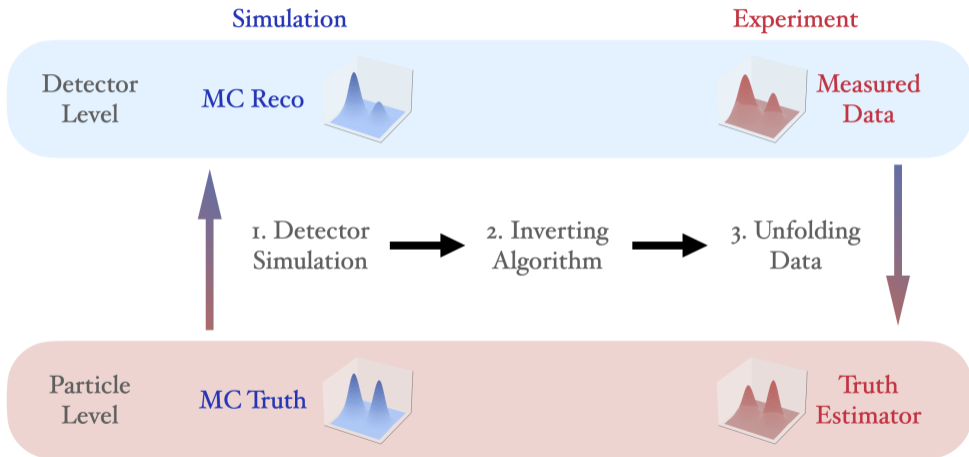 Simulation
Experiment
Detector
Level
MC Reco
Measured
Data
1. Detector
Simulation
2. Inverting
Algorithm
3. Unfolding
Data
Particle
Level
MC Truth
Truth
Estimator